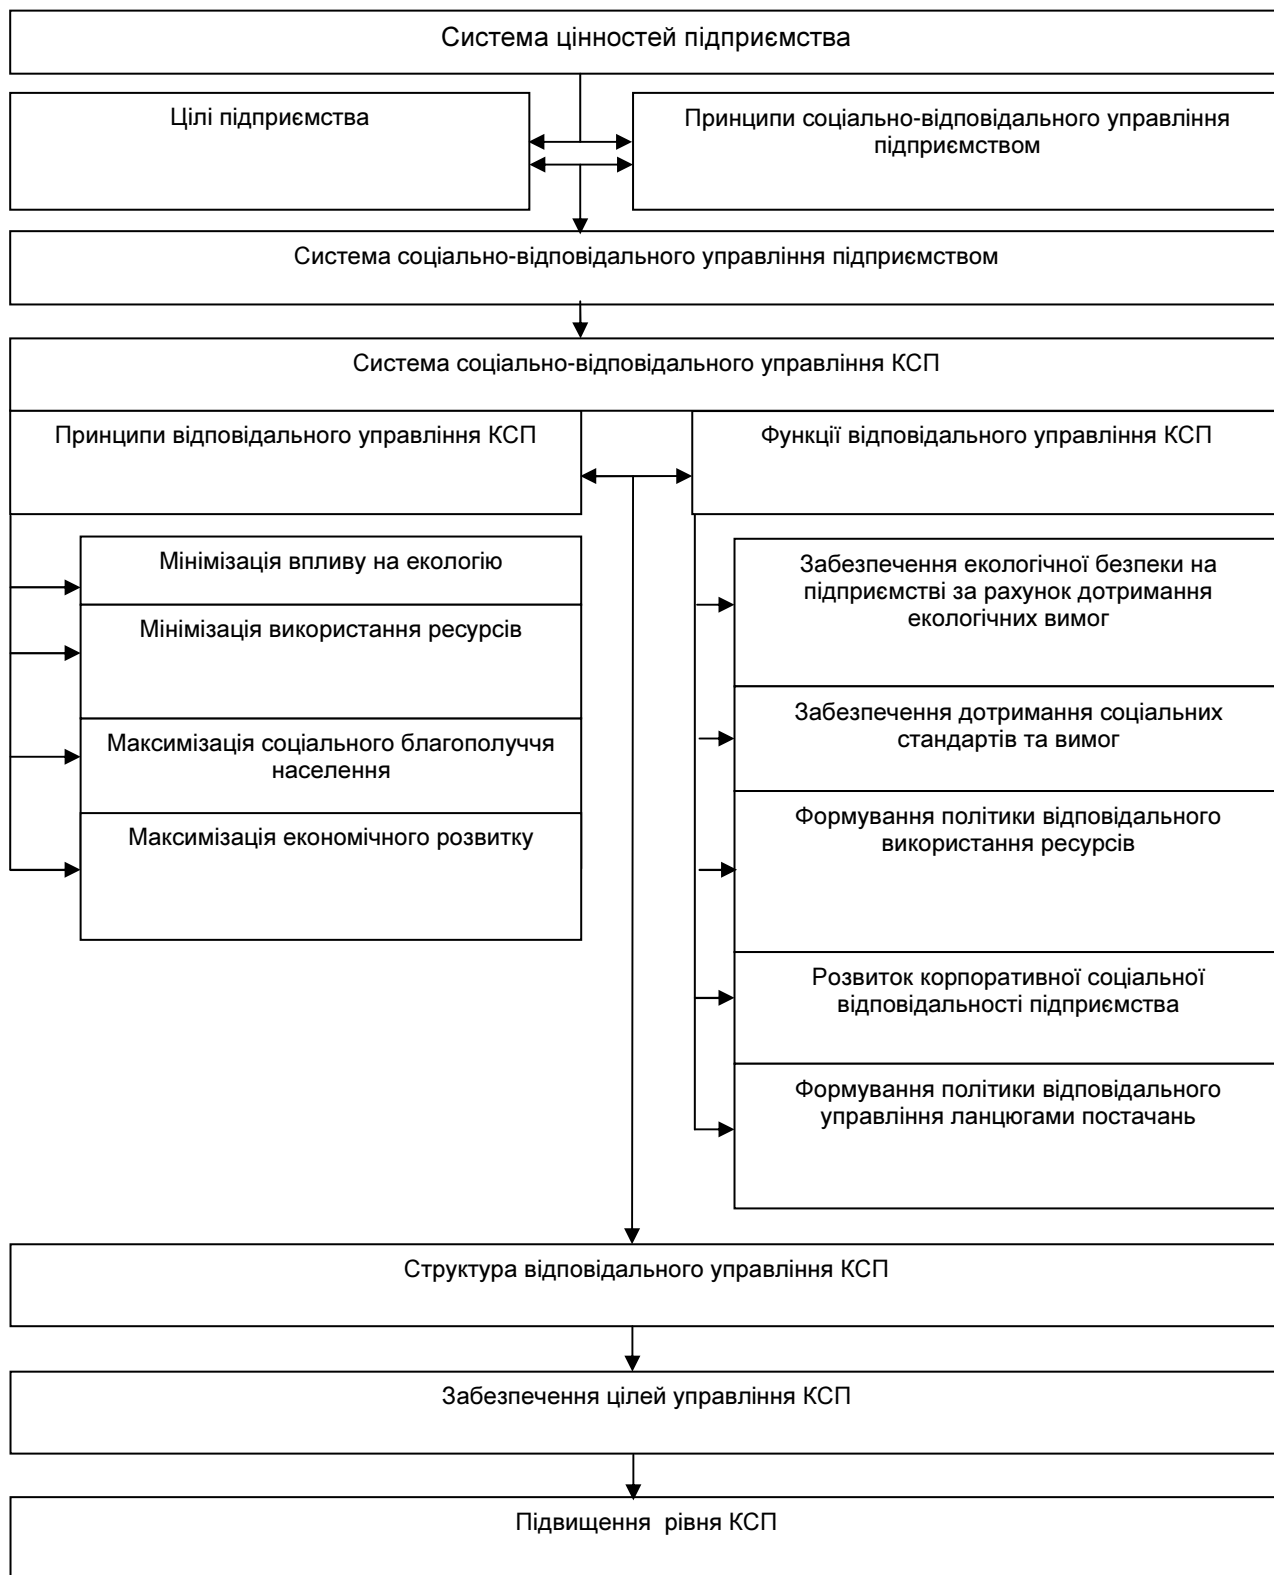 Система цінностей підприємства
Цілі підприємства
Принципи соціально-відповідального управління
підприємством
Система соціально-відповідального управління підприємством
Система соціально-відповідального управління КСП
Принципи відповідального управління КСП
Функції відповідального управління КСП
Мінімізація впливу на екологію
Мінімізація використання ресурсів
Максимізація соціального благополуччя
населення
Максимізація економічного розвитку
Забезпечення екологічної безпеки на
підприємстві за рахунок дотримання
екологічних вимог
Забезпечення дотримання соціальних
стандартів та вимог
Формування політики відповідального
використання ресурсів
Розвиток корпоративної соціальної
відповідальності підприємства
Формування політики відповідального
управління ланцюгами постачань
Структура відповідального управління КСП
Забезпечення цілей управління КСП
Підвищення рівня КСП